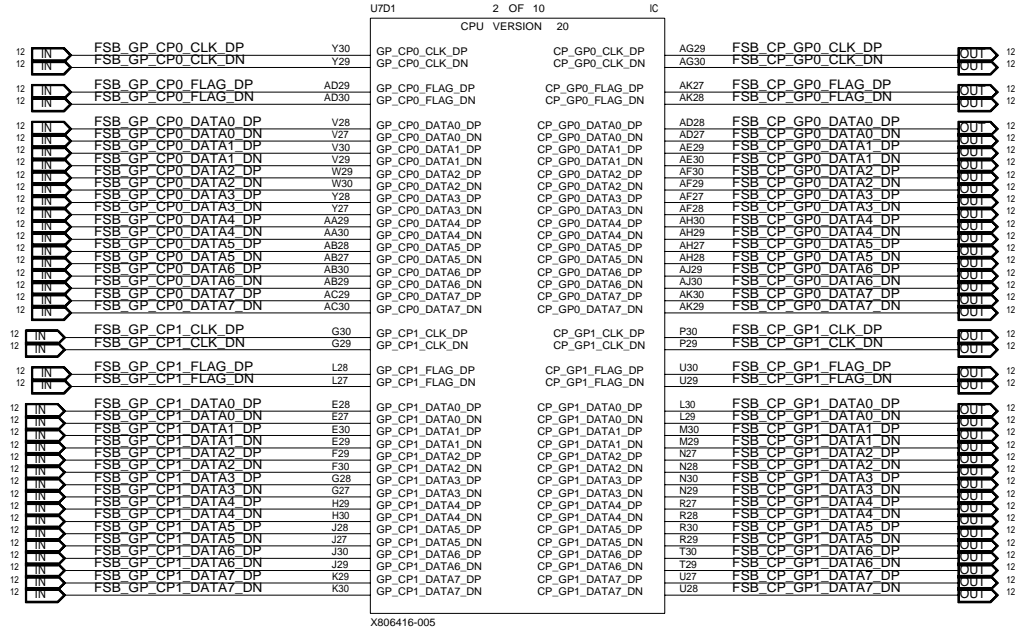 U7D1 2 OF 10 IC
CPU VERSION 20
12 IN FSB_GP_CP0_CLK_DP Y30 GP_CP0_CLK_DP CP_GP0_CLK_DP AG29 FSB_CP_GP0_CLK_DP OUT 12
12 IN FSB_GP_CP0_CLK_DN Y29 GP_CP0_CLK_DN CP_GP0_CLK_DN AG30 FSB_CP_GP0_CLK_DN OUT 12
12 IN FSB_GP_CP0_FLAG_DP AD29 GP_CP0_FLAG_DP CP_GP0_FLAG_DP AK27 FSB_CP_GP0_FLAG_DP OUT 12
12 IN FSB_GP_CP0_FLAG_DN AD30 GP_CP0_FLAG_DN CP_GP0_FLAG_DN AK28 FSB_CP_GP0_FLAG_DN OUT 12
12 IN FSB_GP_CP0_DATA0_DP V28 GP_CP0_DATA0_DP CP_GP0_DATA0_DP AD28 FSB_CP_GP0_DATA0_DP OUT 12
12 IN FSB_GP_CP0_DATA0_DN V27 GP_CP0_DATA0_DN CP_GP0_DATA0_DN AD27 FSB_CP_GP0_DATA0_DN OUT 12
12 IN FSB_GP_CP0_DATA1_DP V30 GP_CP0_DATA1_DP CP_GP0_DATA1_DP AE29 FSB_CP_GP0_DATA1_DP OUT 12
12 IN FSB_GP_CP0_DATA1_DN V29 GP_CP0_DATA1_DN CP_GP0_DATA1_DN AE30 FSB_CP_GP0_DATA1_DN OUT 12
12 IN FSB_GP_CP0_DATA2_DP W29 GP_CP0_DATA2_DP CP_GP0_DATA2_DP AF30 FSB_CP_GP0_DATA2_DP OUT 12
12 IN FSB_GP_CP0_DATA2_DN W30 GP_CP0_DATA2_DN CP_GP0_DATA2_DN AF29 FSB_CP_GP0_DATA2_DN OUT 12
12 IN FSB_GP_CP0_DATA3_DP Y28 GP_CP0_DATA3_DP CP_GP0_DATA3_DP AF27 FSB_CP_GP0_DATA3_DP OUT 12
12 IN FSB_GP_CP0_DATA3_DN Y27 GP_CP0_DATA3_DN CP_GP0_DATA3_DN AF28 FSB_CP_GP0_DATA3_DN OUT 12
12 IN FSB_GP_CP0_DATA4_DP AA29 GP_CP0_DATA4_DP CP_GP0_DATA4_DP AH30 FSB_CP_GP0_DATA4_DP OUT 12
12 IN FSB_GP_CP0_DATA4_DN AA30 GP_CP0_DATA4_DN CP_GP0_DATA4_DN AH29 FSB_CP_GP0_DATA4_DN OUT 12
12 IN FSB_GP_CP0_DATA5_DP AB28 GP_CP0_DATA5_DP CP_GP0_DATA5_DP AH27 FSB_CP_GP0_DATA5_DP OUT 12
12 IN FSB_GP_CP0_DATA5_DN AB27 GP_CP0_DATA5_DN CP_GP0_DATA5_DN AH28 FSB_CP_GP0_DATA5_DN OUT 12
12 IN FSB_GP_CP0_DATA6_DP AB30 GP_CP0_DATA6_DP CP_GP0_DATA6_DP AJ29 FSB_CP_GP0_DATA6_DP OUT 12
12 IN FSB_GP_CP0_DATA6_DN AB29 GP_CP0_DATA6_DN CP_GP0_DATA6_DN AJ30 FSB_CP_GP0_DATA6_DN OUT 12
12 IN FSB_GP_CP0_DATA7_DP AC29 GP_CP0_DATA7_DP CP_GP0_DATA7_DP AK30 FSB_CP_GP0_DATA7_DP OUT 12
12 IN FSB_GP_CP0_DATA7_DN AC30 GP_CP0_DATA7_DN CP_GP0_DATA7_DN AK29 FSB_CP_GP0_DATA7_DN OUT 12
12 IN FSB_GP_CP1_CLK_DP G30 GP_CP1_CLK_DP CP_GP1_CLK_DP P30 FSB_CP_GP1_CLK_DP OUT 12
12 IN FSB_GP_CP1_CLK_DN G29 GP_CP1_CLK_DN CP_GP1_CLK_DN P29 FSB_CP_GP1_CLK_DN OUT 12
12 IN FSB_GP_CP1_FLAG_DP L28 GP_CP1_FLAG_DP CP_GP1_FLAG_DP U30 FSB_CP_GP1_FLAG_DP OUT 12
12 IN FSB_GP_CP1_FLAG_DN L27 GP_CP1_FLAG_DN CP_GP1_FLAG_DN U29 FSB_CP_GP1_FLAG_DN OUT 12
12 IN FSB_GP_CP1_DATA0_DP E28 GP_CP1_DATA0_DP CP_GP1_DATA0_DP L30 FSB_CP_GP1_DATA0_DP OUT 12
12 IN FSB_GP_CP1_DATA0_DN E27 GP_CP1_DATA0_DN CP_GP1_DATA0_DN L29 FSB_CP_GP1_DATA0_DN OUT 12
12 IN FSB_GP_CP1_DATA1_DP E30 GP_CP1_DATA1_DP CP_GP1_DATA1_DP M30 FSB_CP_GP1_DATA1_DP OUT 12
12 IN FSB_GP_CP1_DATA1_DN E29 GP_CP1_DATA1_DN CP_GP1_DATA1_DN M29 FSB_CP_GP1_DATA1_DN OUT 12
12 IN FSB_GP_CP1_DATA2_DP F29 GP_CP1_DATA2_DP CP_GP1_DATA2_DP N27 FSB_CP_GP1_DATA2_DP OUT 12
12 IN FSB_GP_CP1_DATA2_DN F30 GP_CP1_DATA2_DN CP_GP1_DATA2_DN N28 FSB_CP_GP1_DATA2_DN OUT 12
12 IN FSB_GP_CP1_DATA3_DP G28 GP_CP1_DATA3_DP CP_GP1_DATA3_DP N30 FSB_CP_GP1_DATA3_DP OUT 12
12 IN FSB_GP_CP1_DATA3_DN G27 GP_CP1_DATA3_DN CP_GP1_DATA3_DN N29 FSB_CP_GP1_DATA3_DN OUT 12
12 IN FSB_GP_CP1_DATA4_DP H29 GP_CP1_DATA4_DP CP_GP1_DATA4_DP R27 FSB_CP_GP1_DATA4_DP OUT 12
12 IN FSB_GP_CP1_DATA4_DN H30 GP_CP1_DATA4_DN CP_GP1_DATA4_DN R28 FSB_CP_GP1_DATA4_DN OUT 12
12 IN FSB_GP_CP1_DATA5_DP J28 GP_CP1_DATA5_DP CP_GP1_DATA5_DP R30 FSB_CP_GP1_DATA5_DP OUT 12
12 IN FSB_GP_CP1_DATA5_DN J27 GP_CP1_DATA5_DN CP_GP1_DATA5_DN R29 FSB_CP_GP1_DATA5_DN OUT 12
12 IN FSB_GP_CP1_DATA6_DP J30 GP_CP1_DATA6_DP CP_GP1_DATA6_DP T30 FSB_CP_GP1_DATA6_DP OUT 12
12 IN FSB_GP_CP1_DATA6_DN J29 GP_CP1_DATA6_DN CP_GP1_DATA6_DN T29 FSB_CP_GP1_DATA6_DN OUT 12
12 IN FSB_GP_CP1_DATA7_DP K29 GP_CP1_DATA7_DP CP_GP1_DATA7_DP U27 FSB_CP_GP1_DATA7_DP OUT 12
12 IN FSB_GP_CP1_DATA7_DN K30 GP_CP1_DATA7_DN CP_GP1_DATA7_DN U28 FSB_CP_GP1_DATA7_DN OUT 12
X806416-005